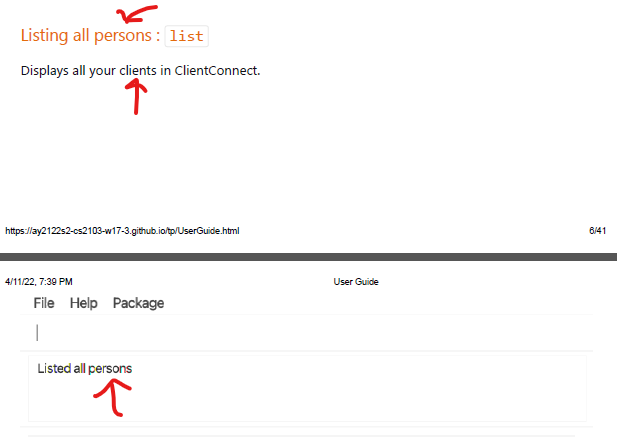 Listing all persons : list
Displays all your clients in ClientConnect.
https://ay2122s2-cs2103-w17-3.github.io/tp/UserGuide.html 6/41
4/11/22, 7:39 PM User Guide
File Help Package
Listed all persons